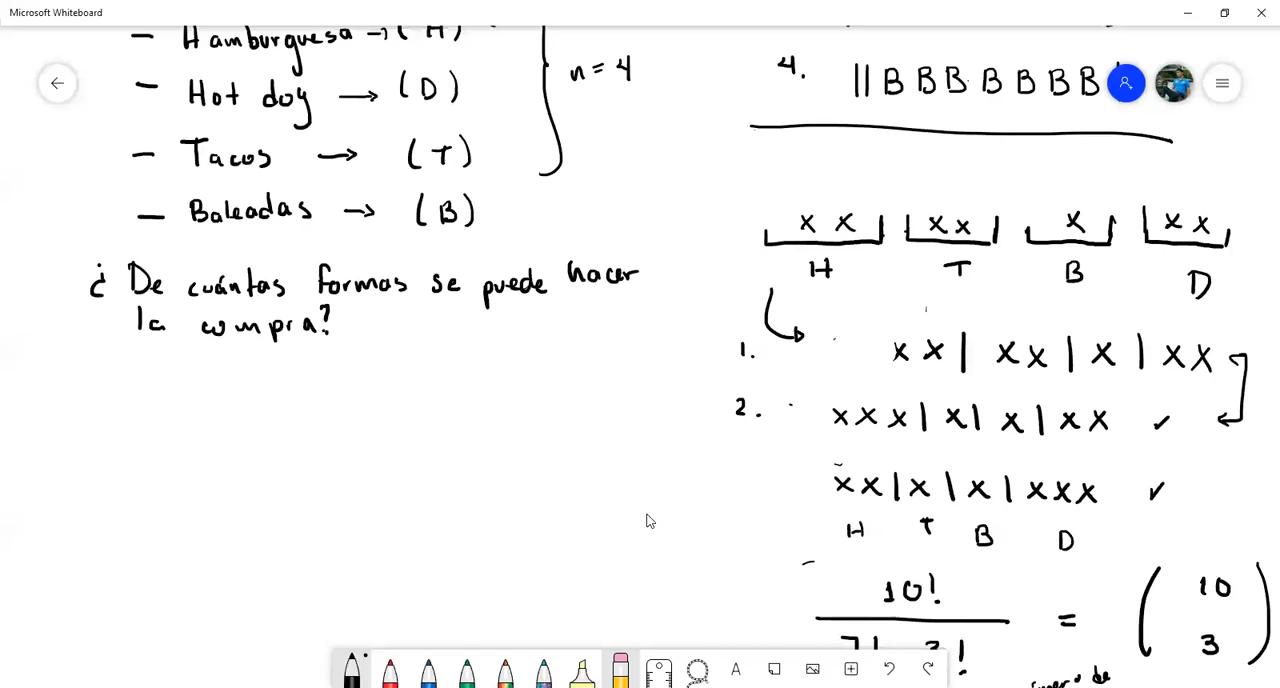 Microsoft Whiteboard
— Hamburguesa → (H)
— Hot dog → (D)
— Tacos → (T)
— Baleadas → (B)
n = 4
¿ De cuántas formas se puede hacer
la compra?
4. || B B B B B B B
x x x x x x x
H T B D
1. x x | x x | x | x x
2. x x x | x | x | x x ✓
x x | x | x | x x x ✓
H T B D
10! = ( 10
7! 3! 3 )
de
A